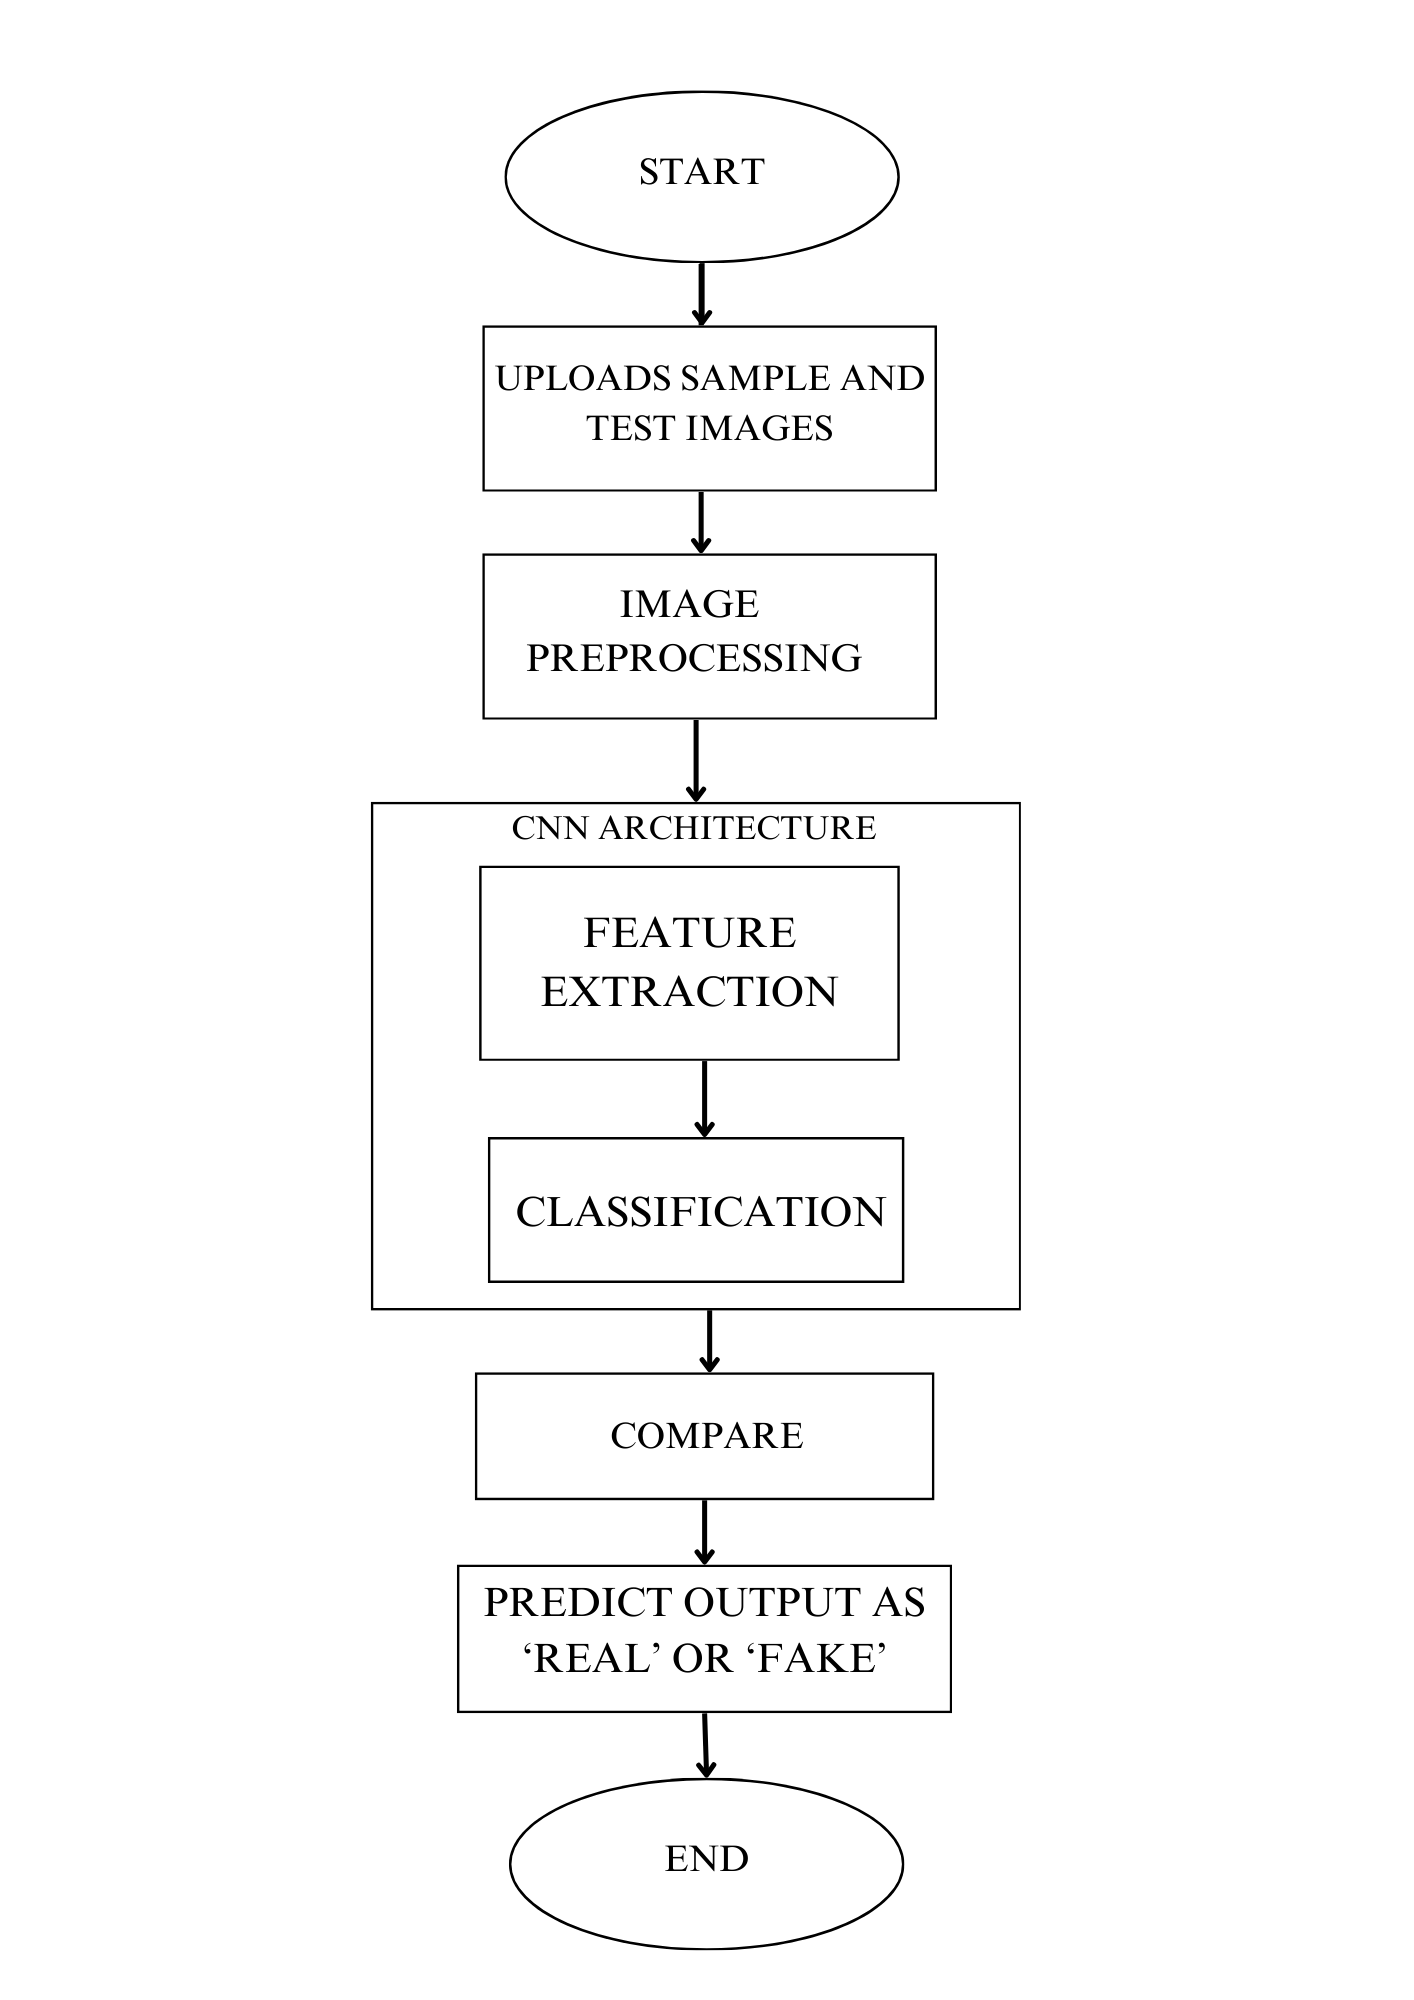 START
UPLOADS SAMPLE AND
TEST IMAGES
IMAGE
PREPROCESSING
CNN ARCHITECTURE
FEATURE
EXTRACTION
CLASSIFICATION
COMPARE
PREDICT OUTPUT AS
‘REAL’ OR ‘FAKE’
END